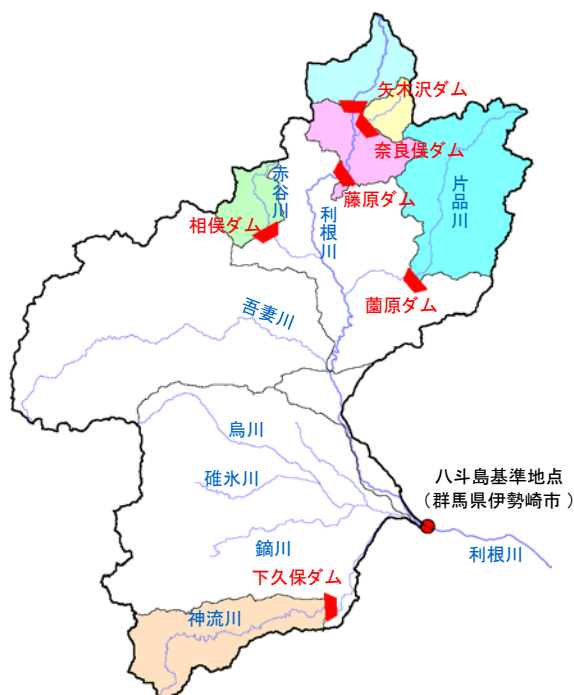 矢木沢ダム
奈良俣ダム
藤原ダム
赤谷川
利根川
片品川
相俣ダム
薗原ダム
吾妻川
烏川
碓氷川
八斗島基準地点
（群馬県伊勢崎市）
鏑川
利根川
下久保ダム
神流川